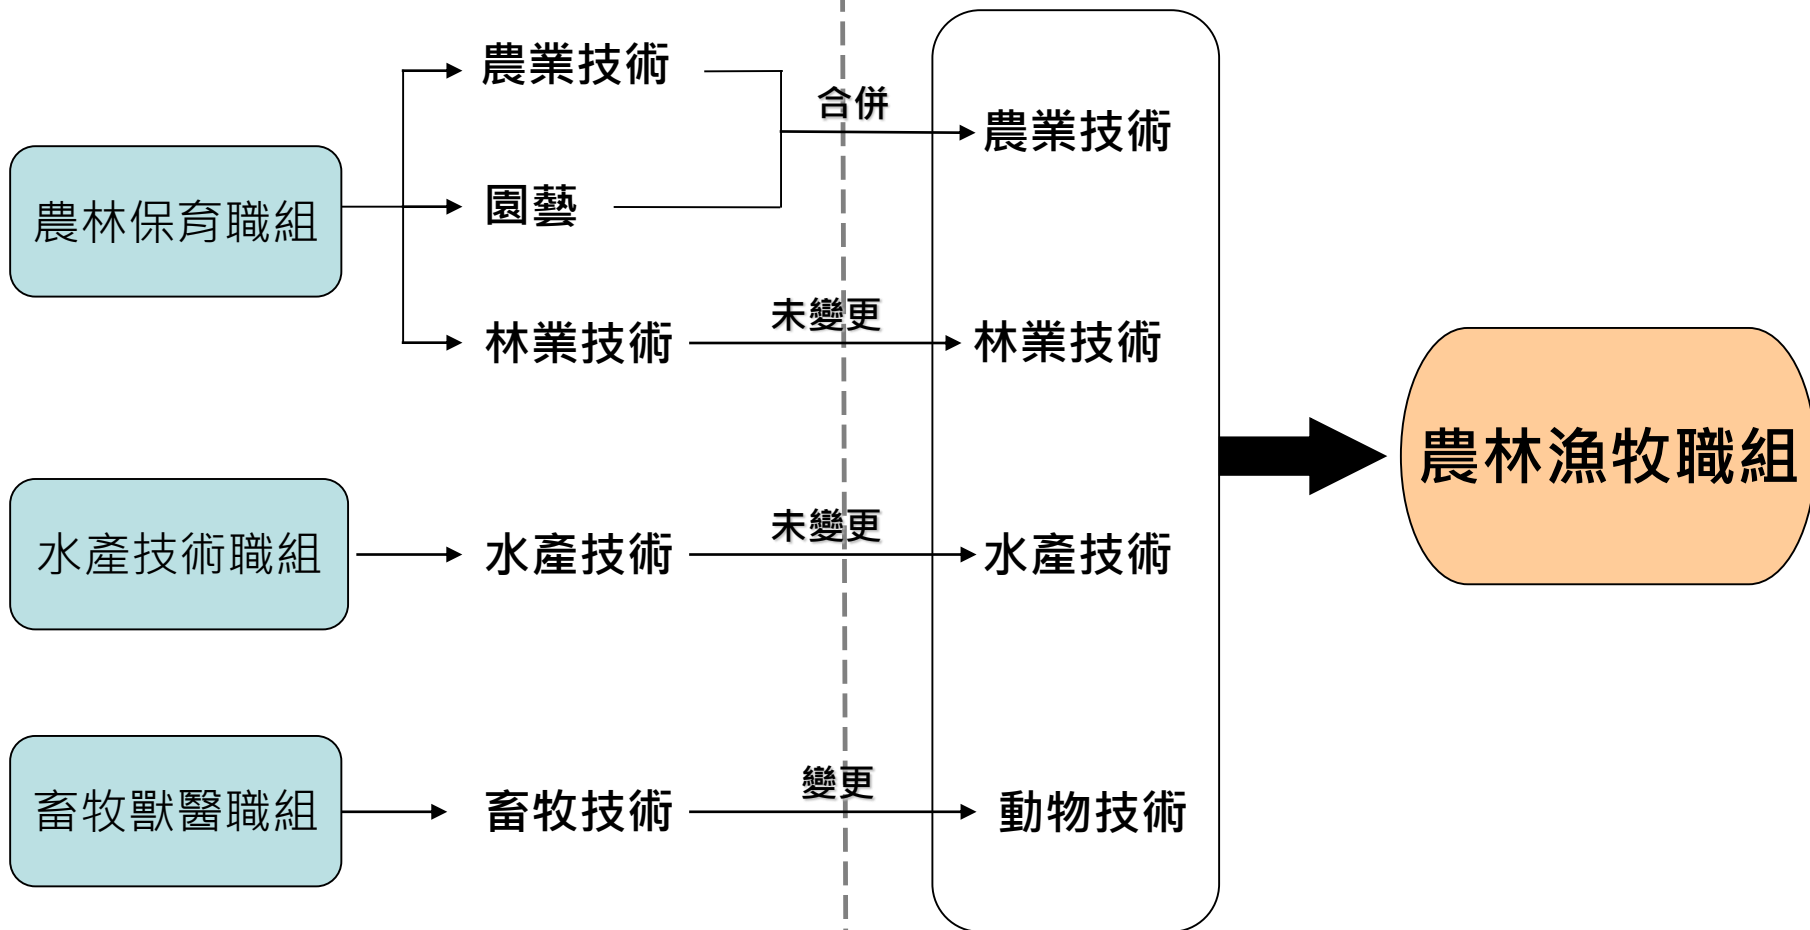 農業技術
合併
農業技術
園藝
農林保育職組
林業技術
未變更
林業技術
農林漁牧職組
水產技術職組
水產技術
未變更
水產技術
畜牧獸醫職組
畜牧技術
變更
動物技術